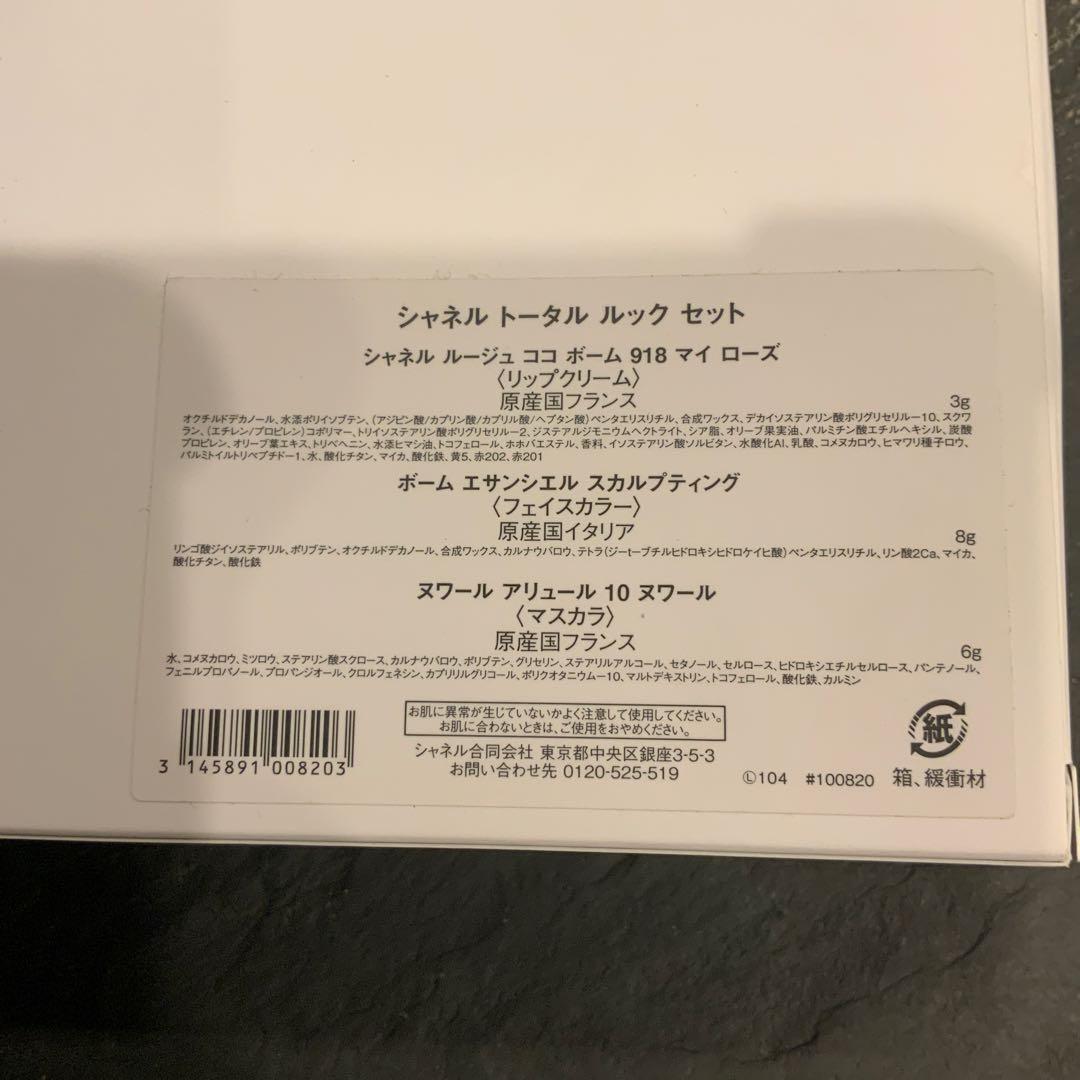 シャネル トータル ルック セット
シャネル ルージュ ココ ボーム 918 マイ ローズ
〈リップクリーム〉
原産国フランス
3g
オクチルドデカノール、水添ポリイソブテン、(アジピン酸/カプリン酸/カプリル酸/ヘプタン酸)ペンタエリスリチル、合成ワックス、デカイソステアリン酸ポリグリセリル-10、スクワ
ラン、(エチレン/プロピレン)コポリマー、トリイソステアリン酸ポリグリセリル-2、ジステアルジモニウムヘクトライト、シア脂、オリーブ果実油、パルミチン酸エチルヘキシル、炭酸
プロピレン、オリーブ葉エキス、トリベヘニン、水添ヒマシ油、トコフェロール、ホホバエステル、香料、イソステアリン酸ソルビタン、水酸化Al、乳酸、コメヌカロウ、ヒマワリ種子ロウ、
パルミトイルトリペプチド-1、水、酸化チタン、マイカ、酸化鉄、黄5、赤202、赤201
ボーム エサンシエル スカルプティング
〈フェイスカラー〉
原産国イタリア
8g
リンゴ酸ジイソステアリル、ポリブテン、オクチルドデカノール、合成ワックス、カルナウバロウ、テトラ(ジ-t-ブチルヒドロキシヒドロケイヒ酸)ペンタエリスリチル、リン酸2Ca、マイカ、
酸化チタン、酸化鉄
ヌワール アリュール 10 ヌワール
〈マスカラ〉
原産国フランス
6g
水、コメヌカロウ、ミツロウ、ステアリン酸スクロース、カルナウバロウ、ポリブテン、グリセリン、ステアリルアルコール、セタノール、セルロース、ヒドロキシエチルセルロース、パンテノール、
フェニルプロパノール、プロパンジオール、クロルフェネシン、カプリリルグリコール、ポリクオタニウム-10、マルトデキストリン、トコフェロール、酸化鉄、カルミン
お肌に異常が生じていないかよく注意して使用してください。
お肌に合わないときは、ご使用をおやめください。
シャネル合同会社 東京都中央区銀座3-5-3
お問い合わせ先 0120-525-519
3 145891 008203
Ⓛ104 #100820
紙
箱、緩衝材